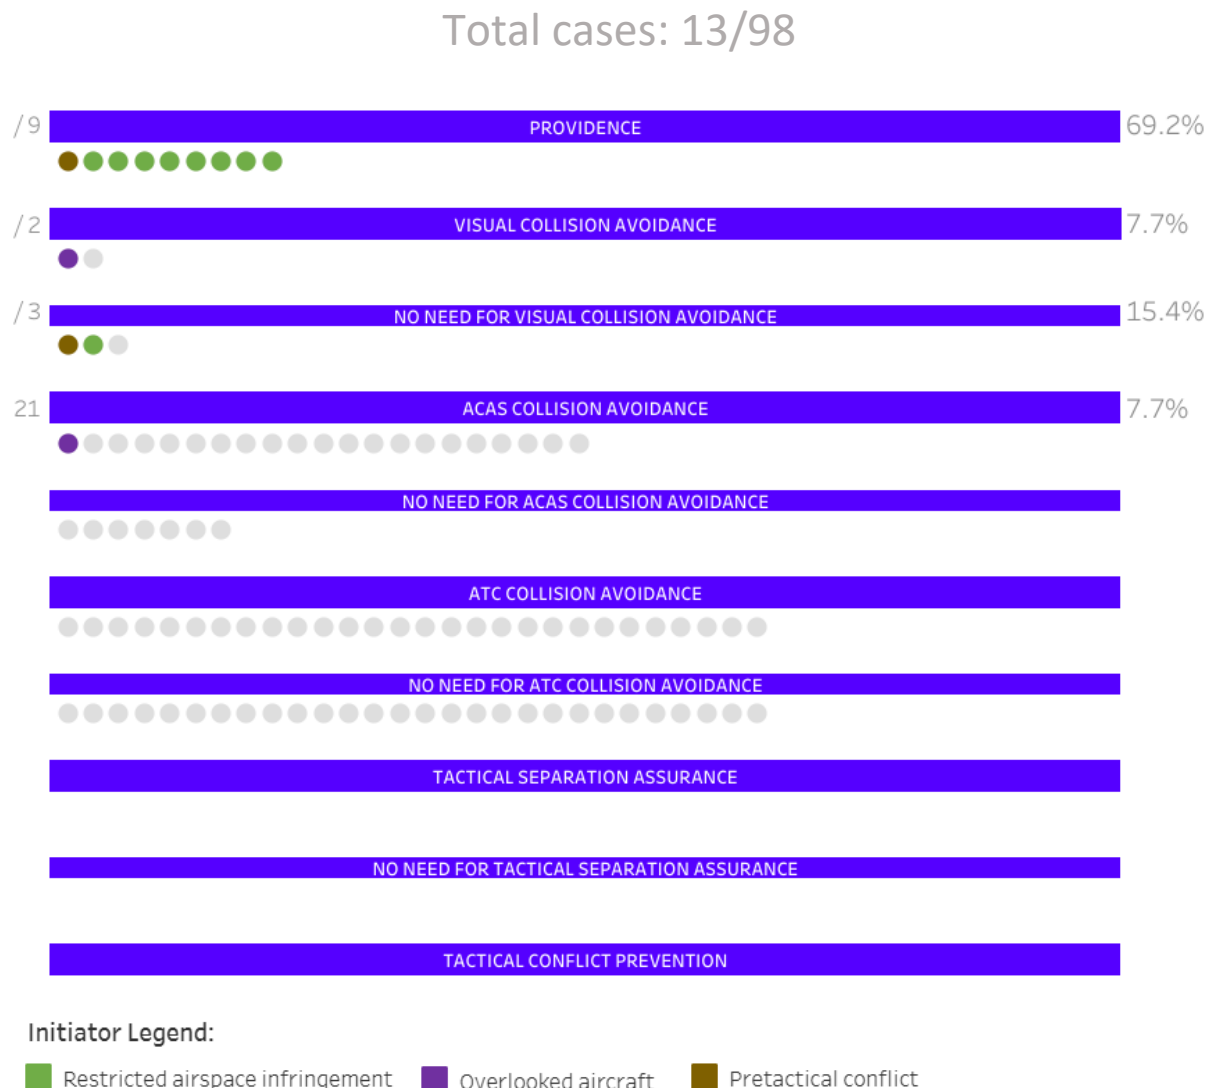 Total cases: 13/98
/9 PROVIDENCE 69.2%
/2 VISUAL COLLISION AVOIDANCE 7.7%
/3 NO NEED FOR VISUAL COLLISION AVOIDANCE 15.4%
21 ACAS COLLISION AVOIDANCE 7.7%
NO NEED FOR ACAS COLLISION AVOIDANCE
ATC COLLISION AVOIDANCE
NO NEED FOR ATC COLLISION AVOIDANCE
TACTICAL SEPARATION ASSURANCE
NO NEED FOR TACTICAL SEPARATION ASSURANCE
TACTICAL CONFLICT PREVENTION
Initiator Legend:
Restricted airspace infringement Overlooked aircraft Pretactical conflict